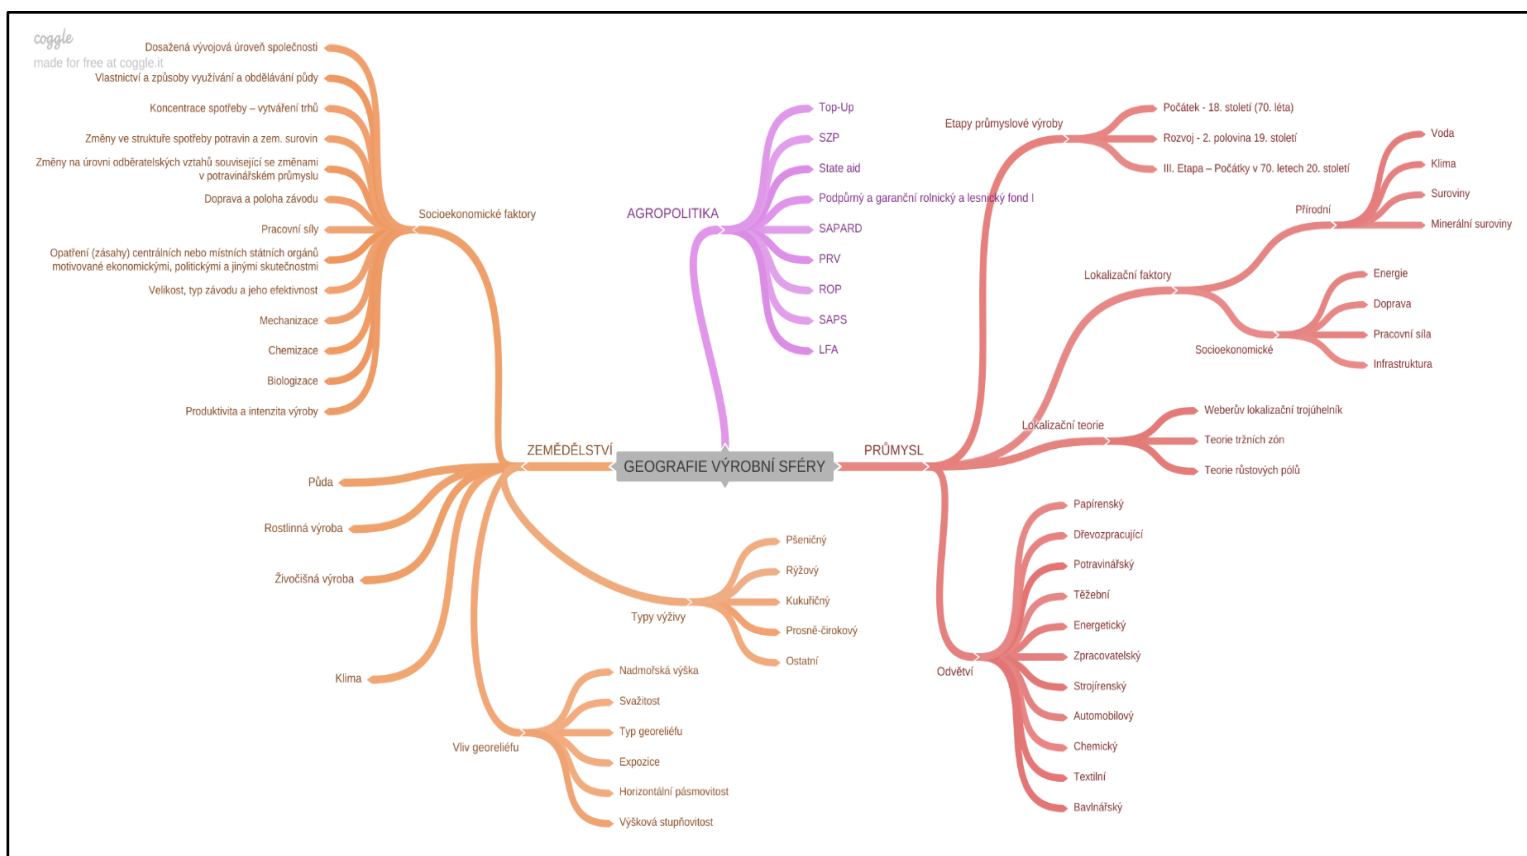 coggle
made for free at coggle.it
Dosažená vývojová úroveň společnosti
Vlastnictví a způsoby využívání a obdělávání půdy
Koncentrace spotřeby – vytváření trhů
Změny ve struktuře spotřeby potravin a zem. surovin
Změny na úrovni odběratelských vztahů související se změnami
v potravinářském průmyslu
Doprava a poloha závodu
Pracovní síly
Opatření (zásahy) centrálních nebo místních státních orgánů
motivované ekonomickými, politickými a jinými skutečnostmi
Velikost, typ závodu a jeho efektivnost
Mechanizace
Chemizace
Biologizace
Produktivita a intenzita výroby
Socioekonomické faktory
ZEMĚDĚLSTVÍ
Půda
Rostlinná výroba
Živočišná výroba
Klima
Vliv georeliéfu
Nadmořská výška
Svažitost
Typ georeliéfu
Expozice
Horizontální pásmovitost
Výšková stupňovitost
Typy výživy
Pšeničný
Rýžový
Kukuřičný
Prosně-čirokový
Ostatní
GEOGRAFIE VÝROBNÍ SFÉRY
AGROPOLITIKA
Top-Up
SZP
State aid
Podpůrný a garanční rolnický a lesnický fond I
SAPARD
PRV
ROP
SAPS
LFA
PRŮMYSL
Etapy průmyslové výroby
Počátek - 18. století (70. léta)
Rozvoj - 2. polovina 19. století
III. Etapa – Počátky v 70. letech 20. století
Lokalizační faktory
Přírodní
Voda
Klima
Suroviny
Minerální suroviny
Socioekonomické
Energie
Doprava
Pracovní síla
Infrastruktura
Lokalizační teorie
Weberův lokalizační trojúhelník
Teorie tržních zón
Teorie růstových pólů
Odvětví
Papírenský
Dřevozpracující
Potravinářský
Těžební
Energetický
Zpracovatelský
Strojírenský
Automobilový
Chemický
Textilní
Bavlnářský